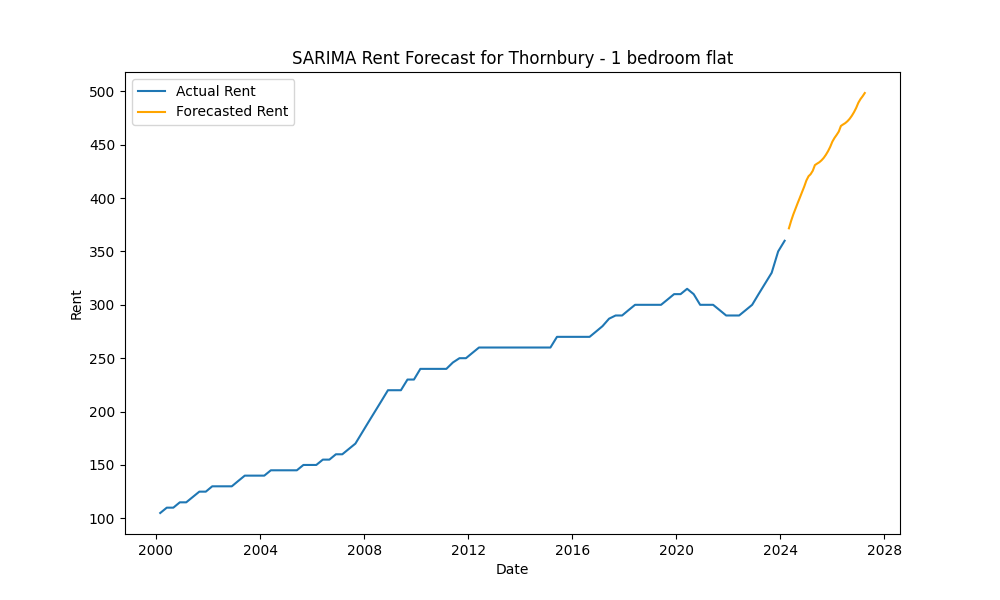 SARIMA Rent Forecast for Thornbury - 1 bedroom flat
Actual Rent
Forecasted Rent
500
450
400
350
300
250
200
150
100
Rent
2000 2004 2008 2012 2016 2020 2024 2028
Date